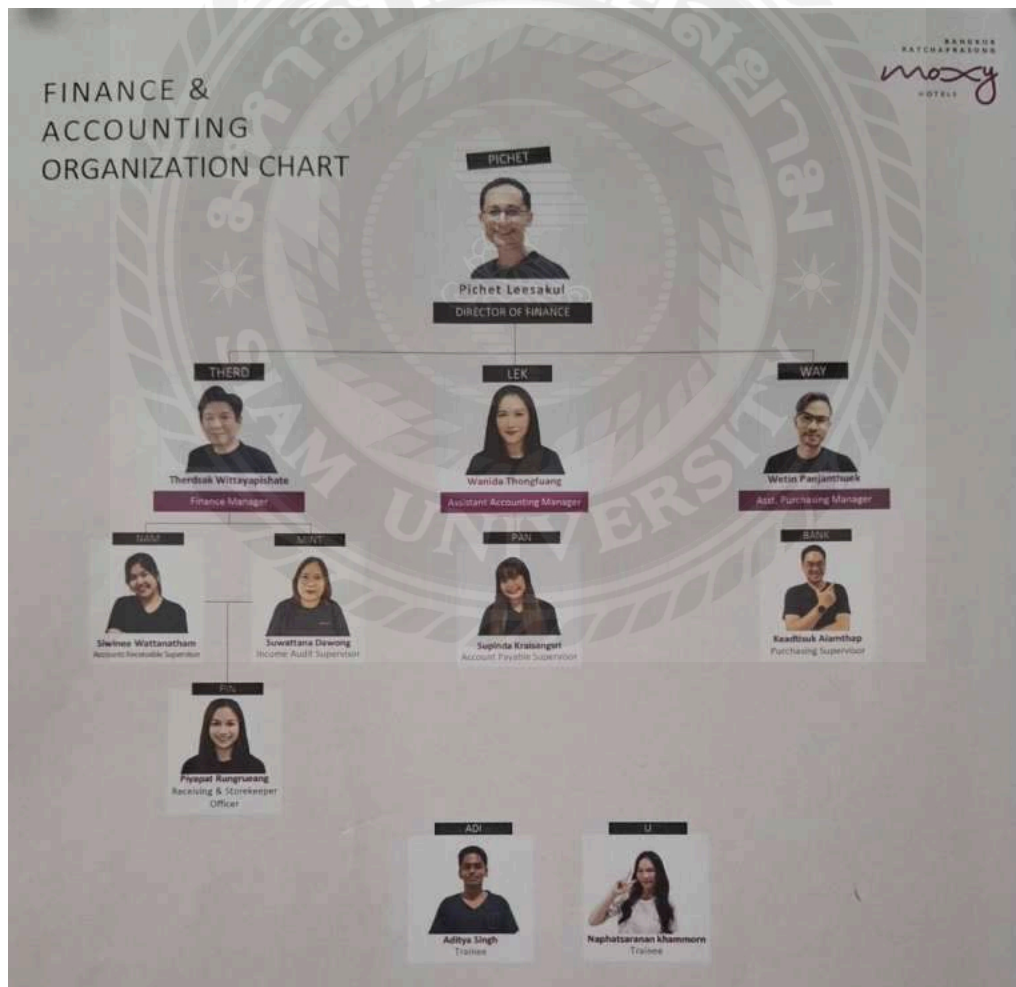 BANGKOK
RATCHAPRASONG
moxy
HOTELS
FINANCE &
ACCOUNTING
ORGANIZATION CHART
PICHET
Pichet Leesakul
DIRECTOR OF FINANCE
THERD
Therdsak Wittayapishate
Finance Manager
LEK
Wanida Thongluang
Assistant Accounting Manager
WAY
Wetin Panjanthuek
Asst. Purchasing Manager
NAM
Siwinee Wattanatham
Accounts Receivable Supervisor
MINT
Suwattana Dawong
Income Audit Supervisor
PAN
Supinda Kraisangsri
Account Payable Supervisor
BANK
Keadtisuk Aiamthap
Purchasing Supervisor
FIN
Piyapat Rungrueang
Receiving & Storekeeper
Officer
ADI
Aditya Singh
Trainee
U
Naphatsaranan khammorn
Trainee
SIAM UNIVERSITY